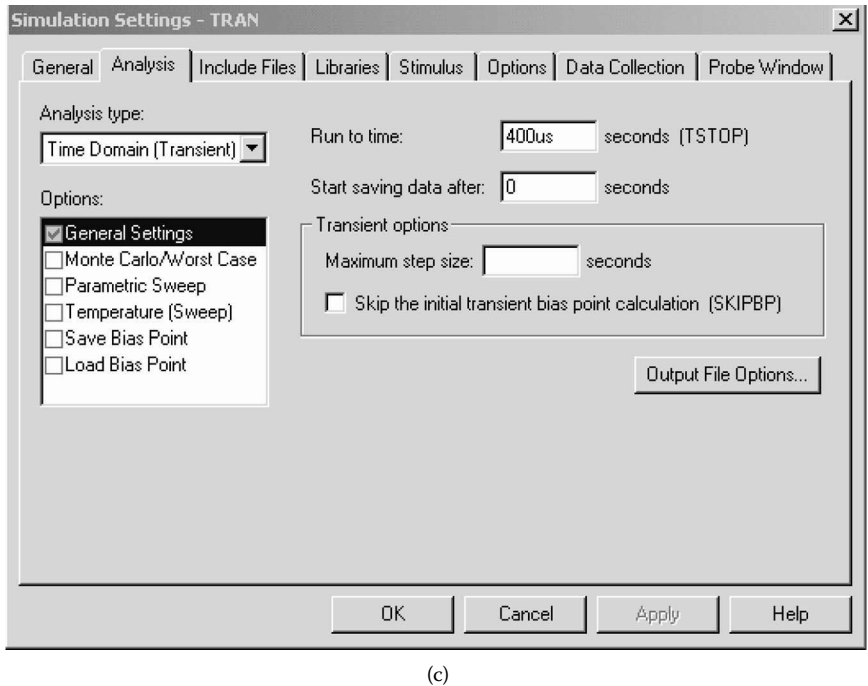 Simulation Settings - TRAN
General Analysis Include Files Libraries Stimulus Options Data Collection Probe Window
Analysis type:
Time Domain (Transient)
Options:
General Settings
Monte Carlo/Worst Case
Parametric Sweep
Temperature (Sweep)
Save Bias Point
Load Bias Point
Run to time: 400us seconds (TSTOP)
Start saving data after: 0 seconds
Transient options
Maximum step size: seconds
Skip the initial transient bias point calculation (SKIPBP)
Output File Options...
OK Cancel Apply Help
(c)